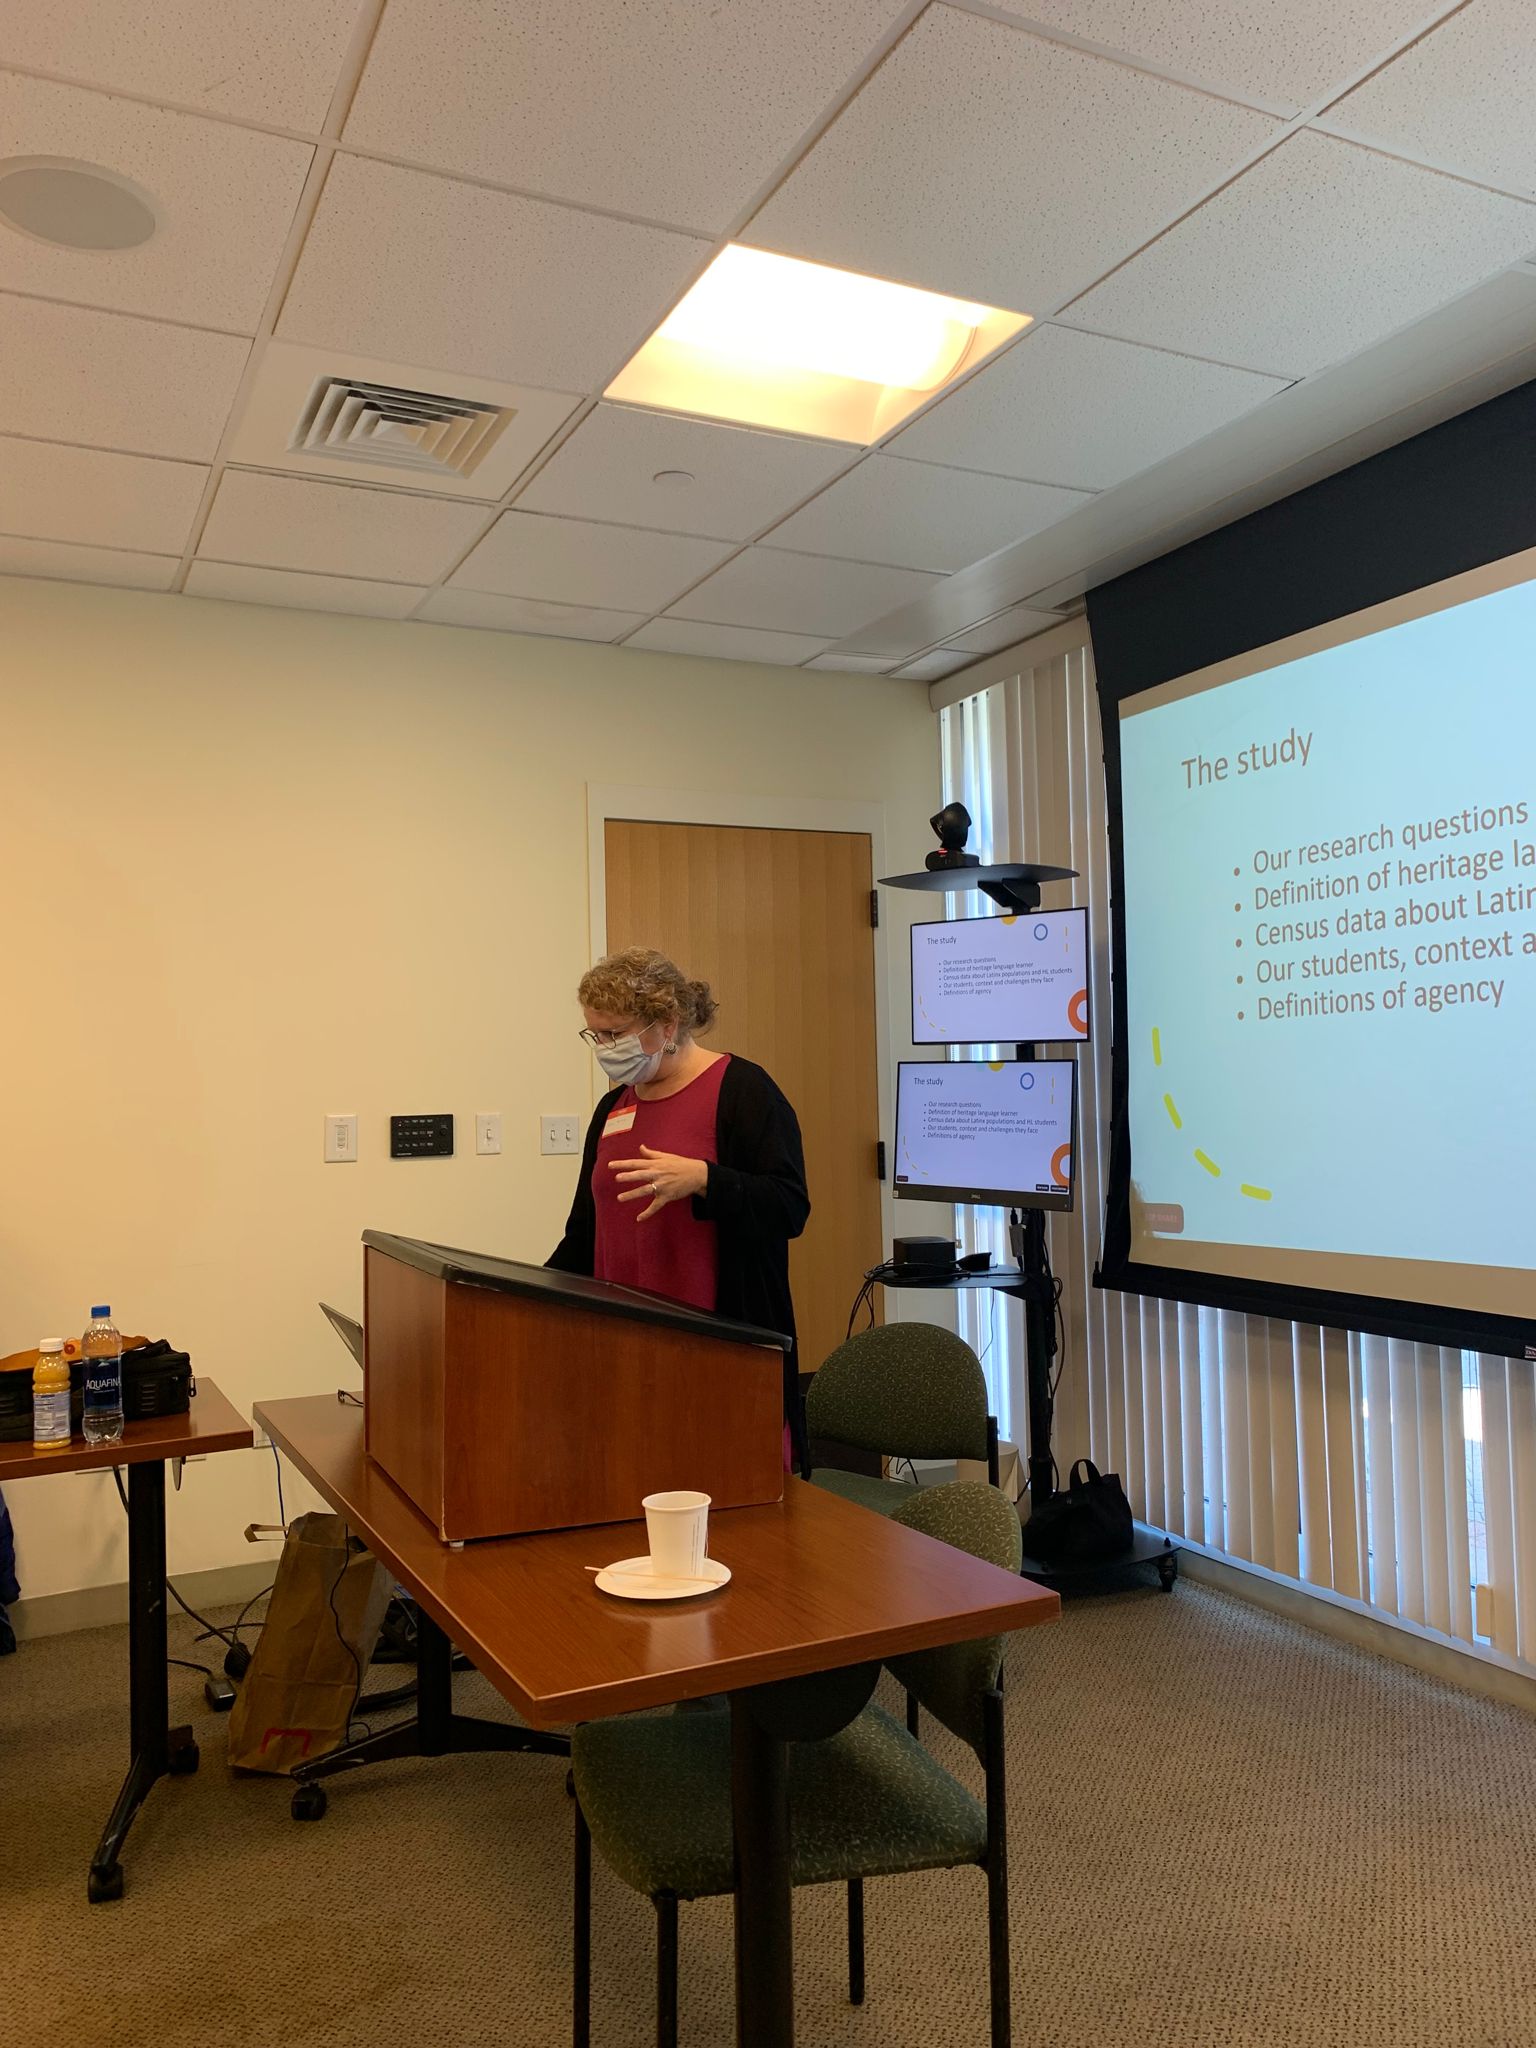 The study
Our research questions
Definition of heritage la
Census data about Latin
Our students, context a
Definitions of agency
The study
Our research questions
Definition of heritage language learner
Census data about Latinx populations and HL students
Our students, context and challenges they face
Definitions of agency
The study
Our research questions
Definition of heritage language learner
Census data about Latinx populations and HL students
Our students, context and challenges they face
Definitions of agency
DELL
AQUAFINA